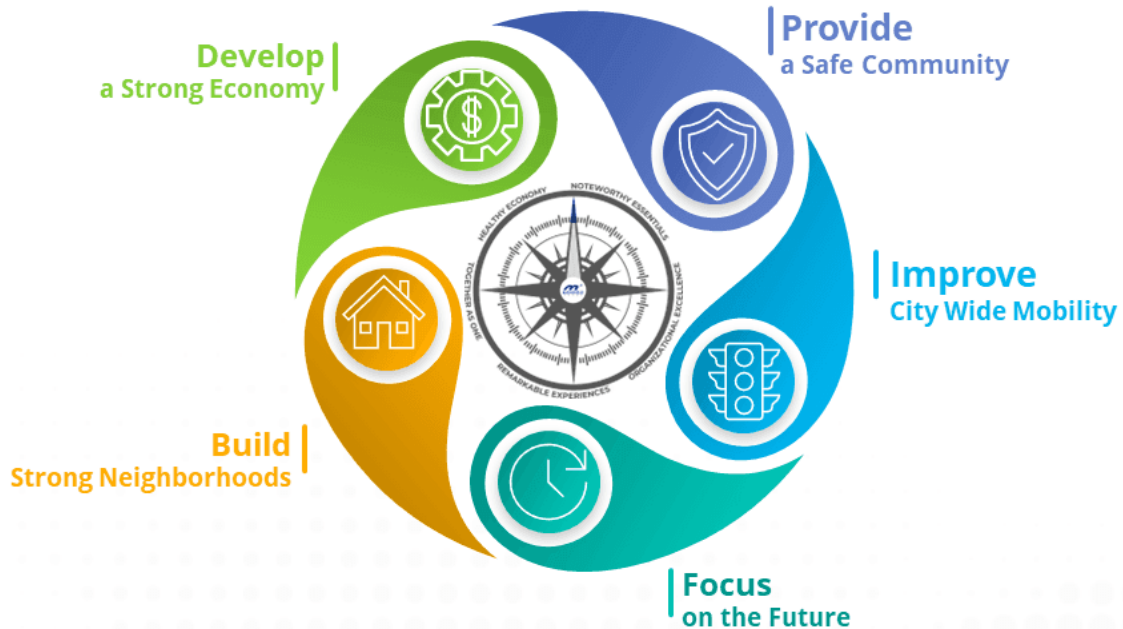 Provide
a Safe Community
Develop
a Strong Economy
Improve
City Wide Mobility
Build
Strong Neighborhoods
Focus
on the Future
NOTEWORTHY ESSENTIALS
ORGANIZATIONAL EXCELLENCE
REMARKABLE EXPERIENCES
TOGETHER AS ONE
HEALTHY ECONOMY